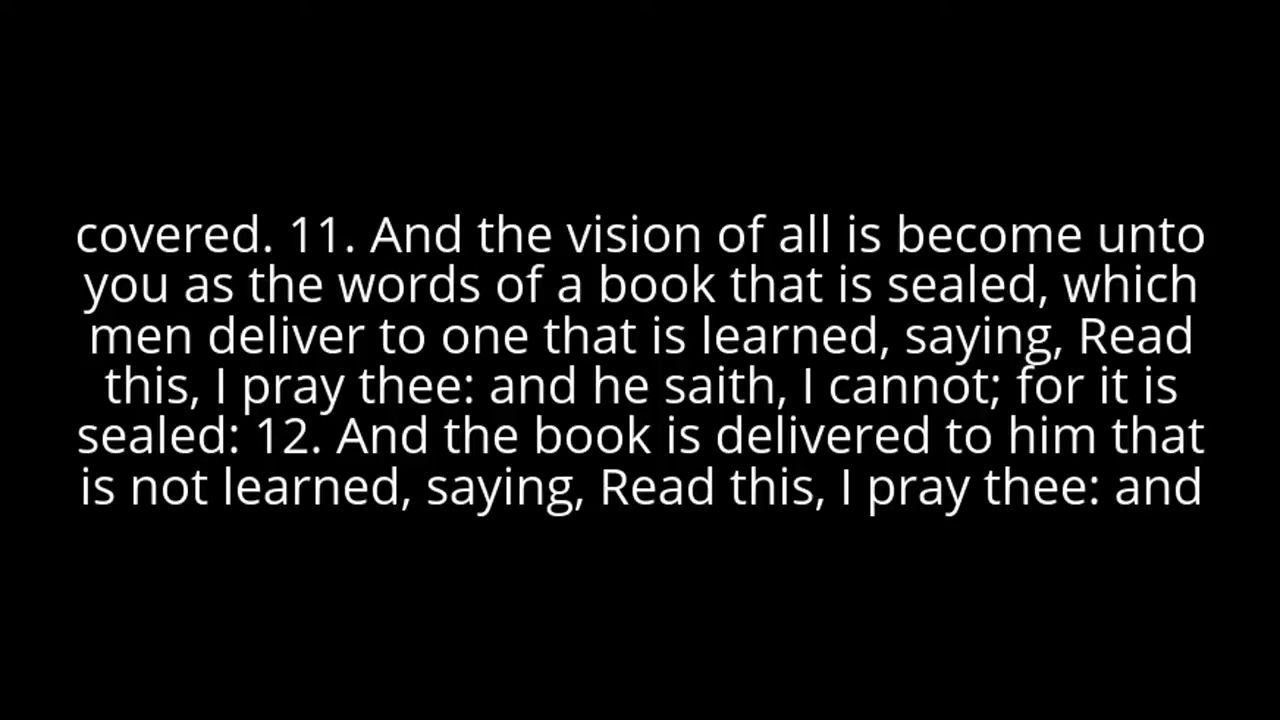 covered. 11. And the vision of all is become unto
you as the words of a book that is sealed, which
men deliver to one that is learned, saying, Read
this, I pray thee: and he saith, I cannot; for it is
sealed: 12. And the book is delivered to him that
is not learned, saying, Read this, I pray thee: and